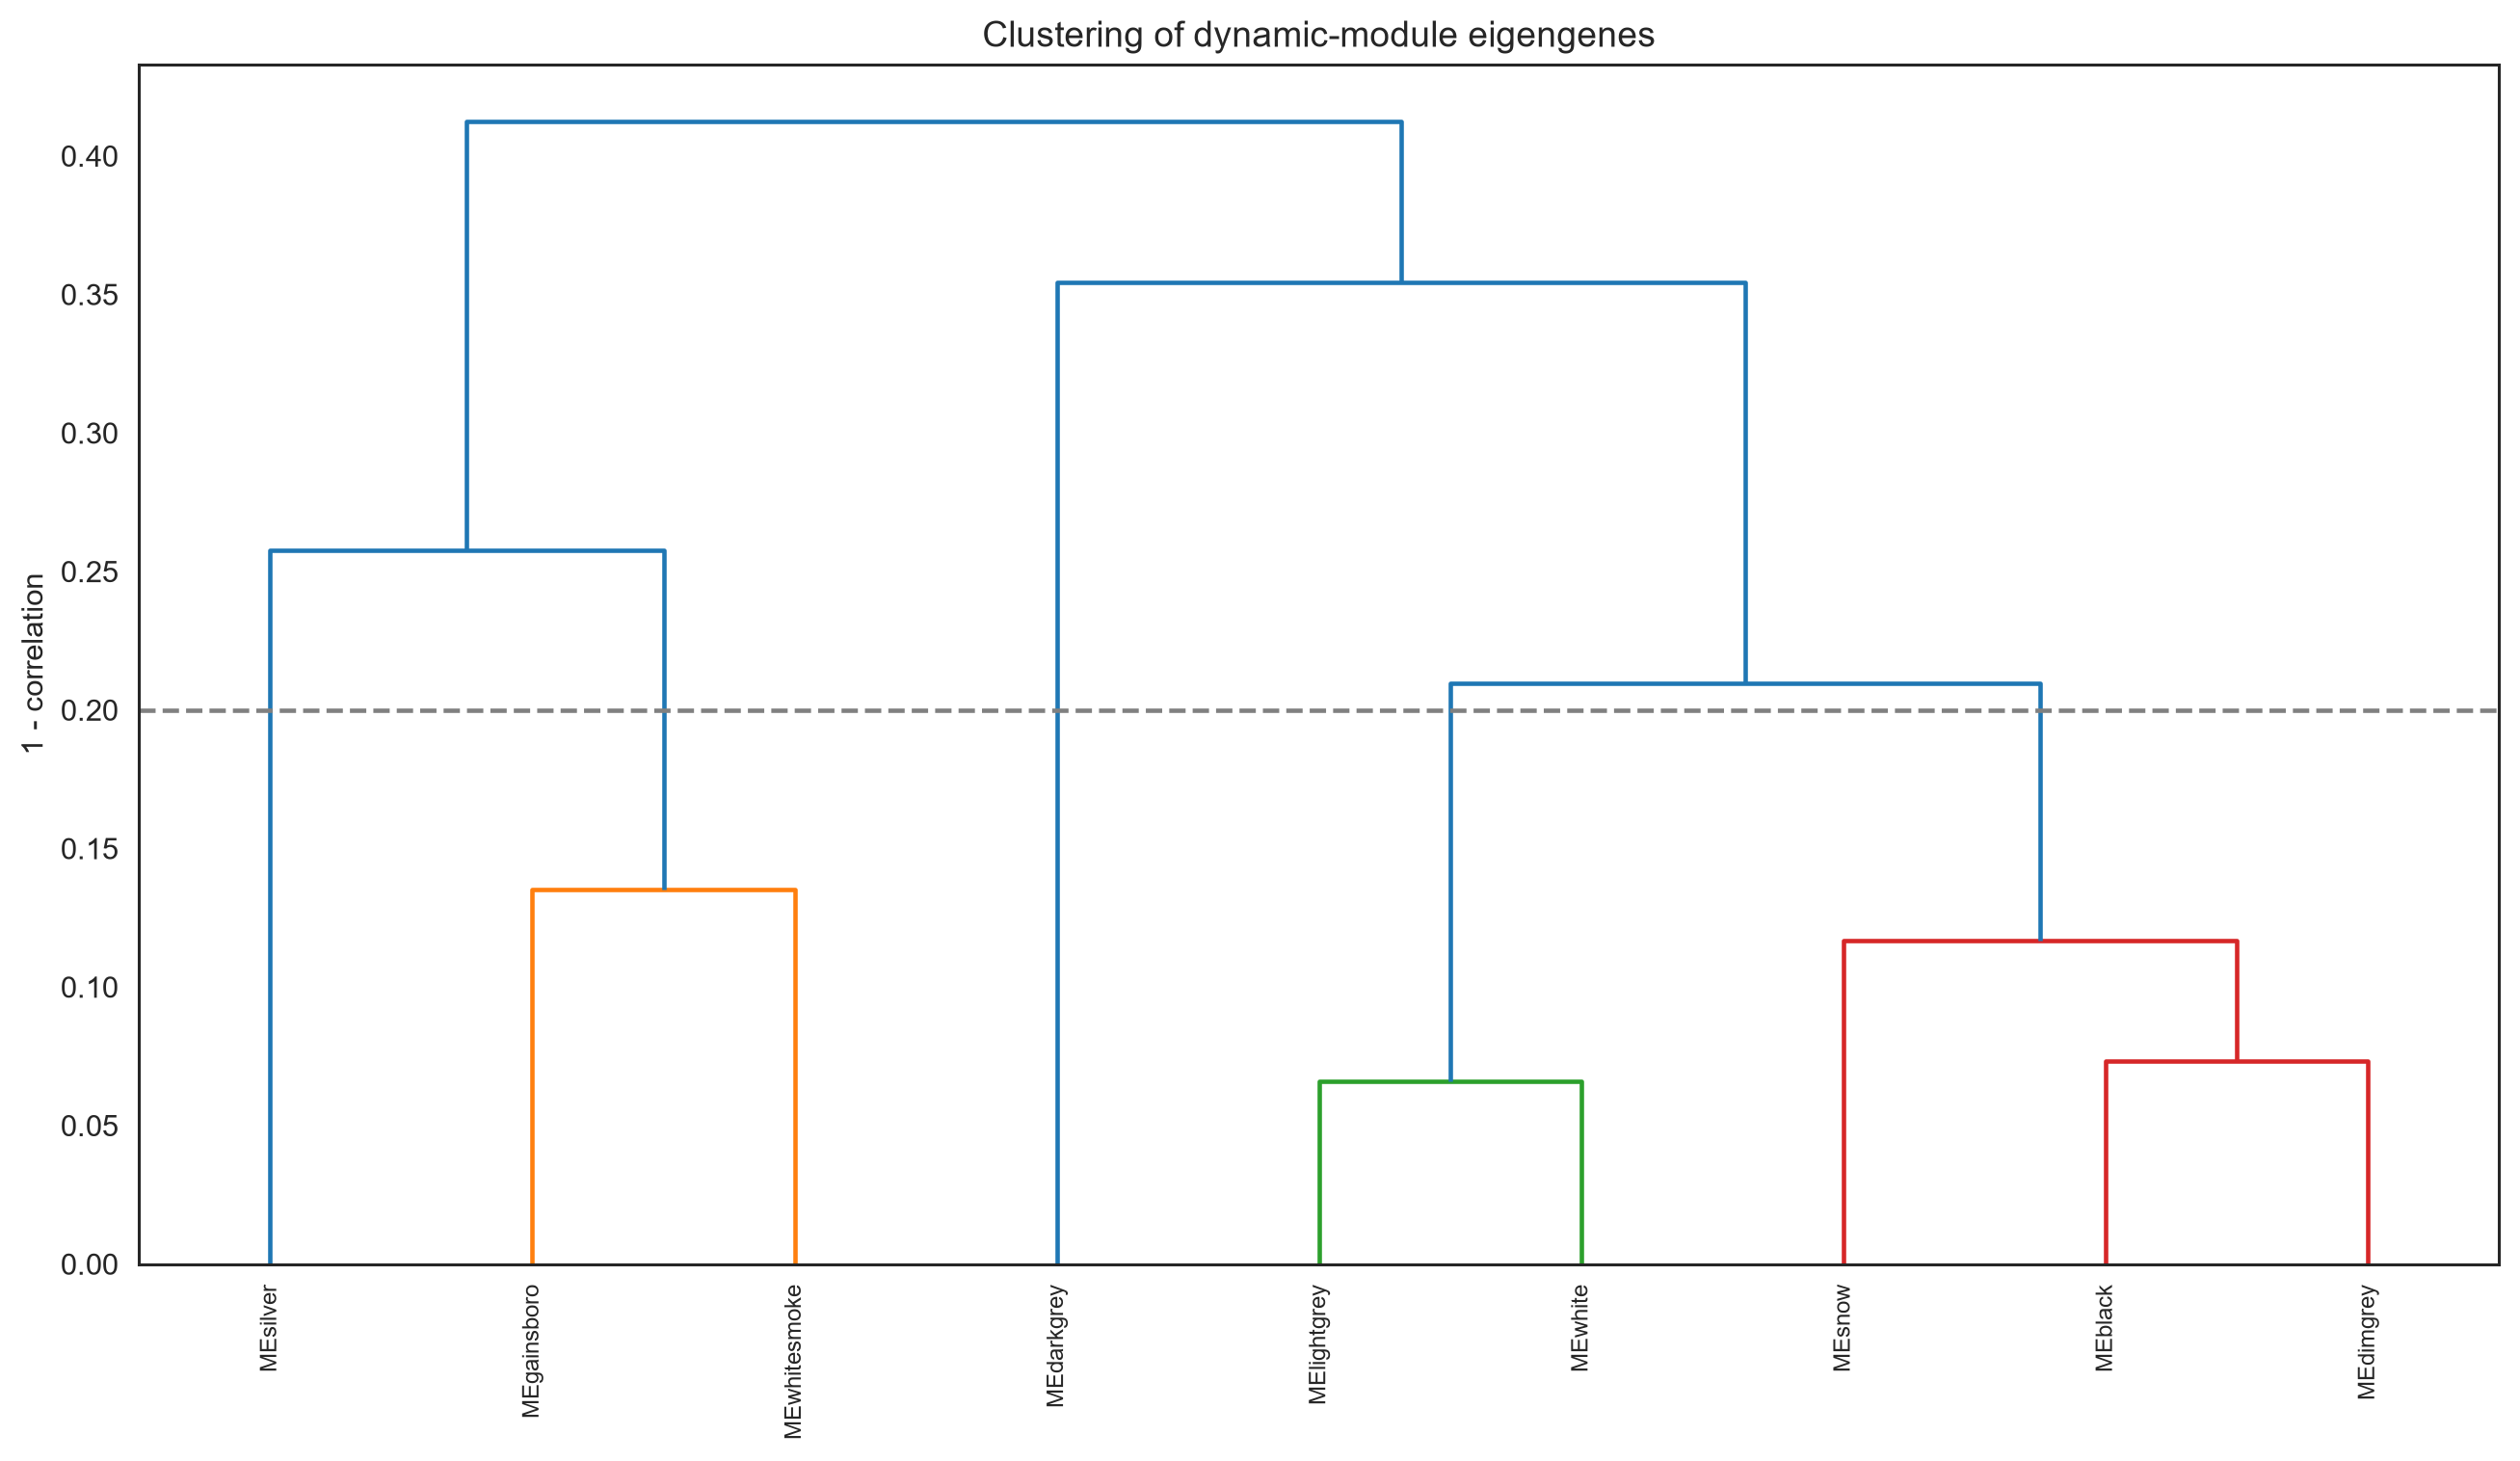 Clustering of dynamic-module eigengenes
1 - correlation
0.40
0.35
0.30
0.25
0.20
0.15
0.10
0.05
0.00
MEsilver
MEgainsboro
MEwhitesmoke
MEdarkgrey
MElightgrey
MEwhite
MEsnow
MEblack
MEdimgrey